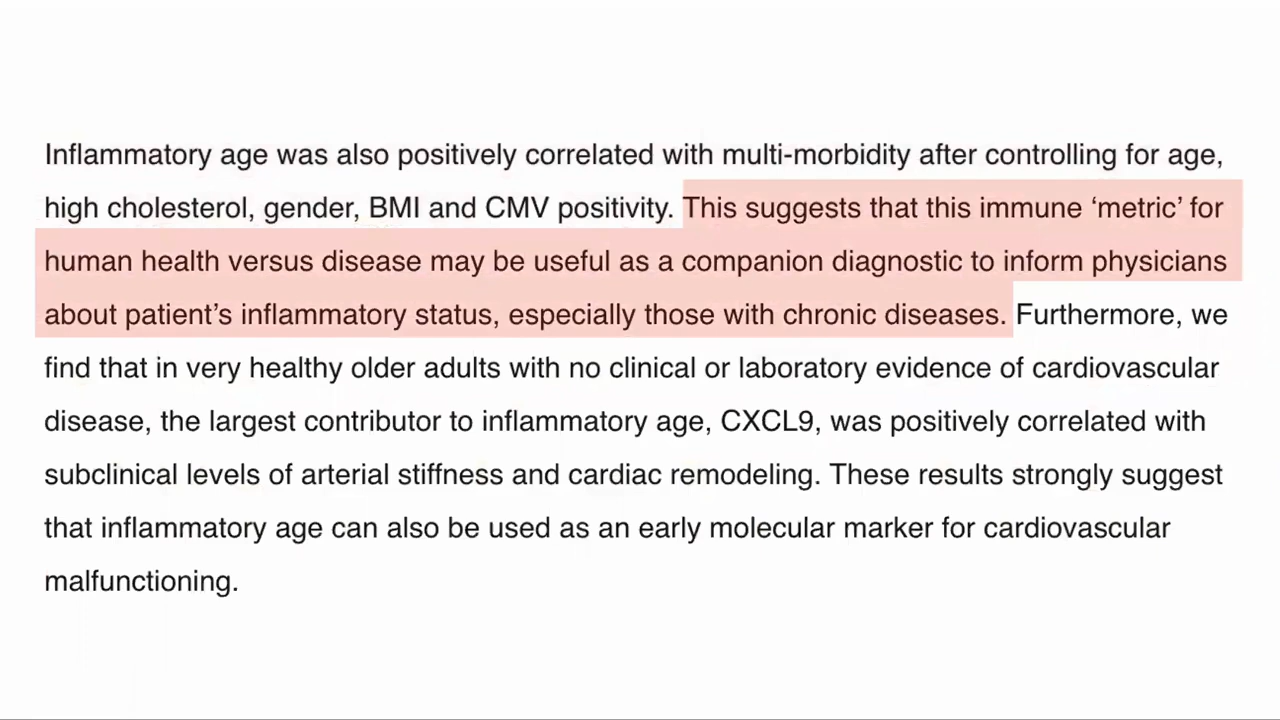 Inflammatory age was also positively correlated with multi-morbidity after controlling for age,
high cholesterol, gender, BMI and CMV positivity. This suggests that this immune ‘metric’ for
human health versus disease may be useful as a companion diagnostic to inform physicians
about patient’s inflammatory status, especially those with chronic diseases. Furthermore, we
find that in very healthy older adults with no clinical or laboratory evidence of cardiovascular
disease, the largest contributor to inflammatory age, CXCL9, was positively correlated with
subclinical levels of arterial stiffness and cardiac remodeling. These results strongly suggest
that inflammatory age can also be used as an early molecular marker for cardiovascular
malfunctioning.